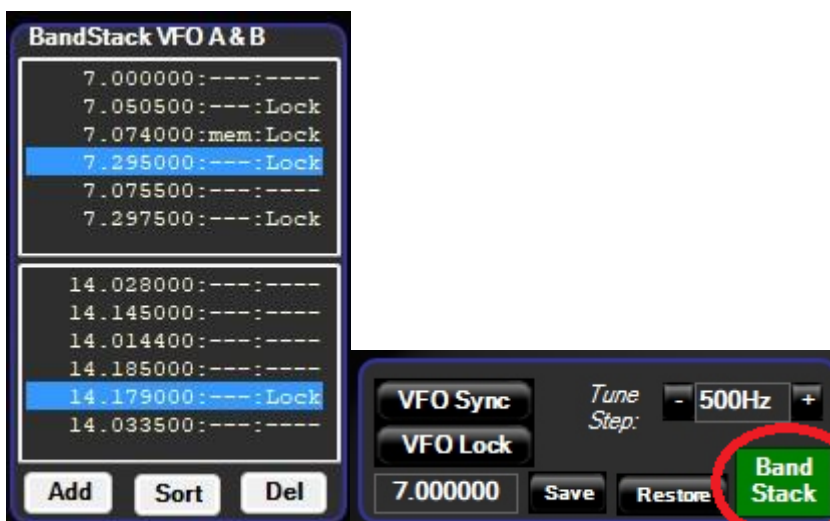 BandStack VFO A & B
7.000000:---:----
7.050500:---:Lock
7.074000:mem:Lock
7.295000:---:Lock
7.075500:---:----
7.297500:---:Lock
14.028000:---:----
14.145000:---:----
14.014400:---:----
14.185000:---:----
14.179000:---:Lock
14.033500:---:----
Add Sort Del
VFO Sync
VFO Lock
Tune
Step:
- 500Hz +
7.000000 Save Restore
Band
Stack